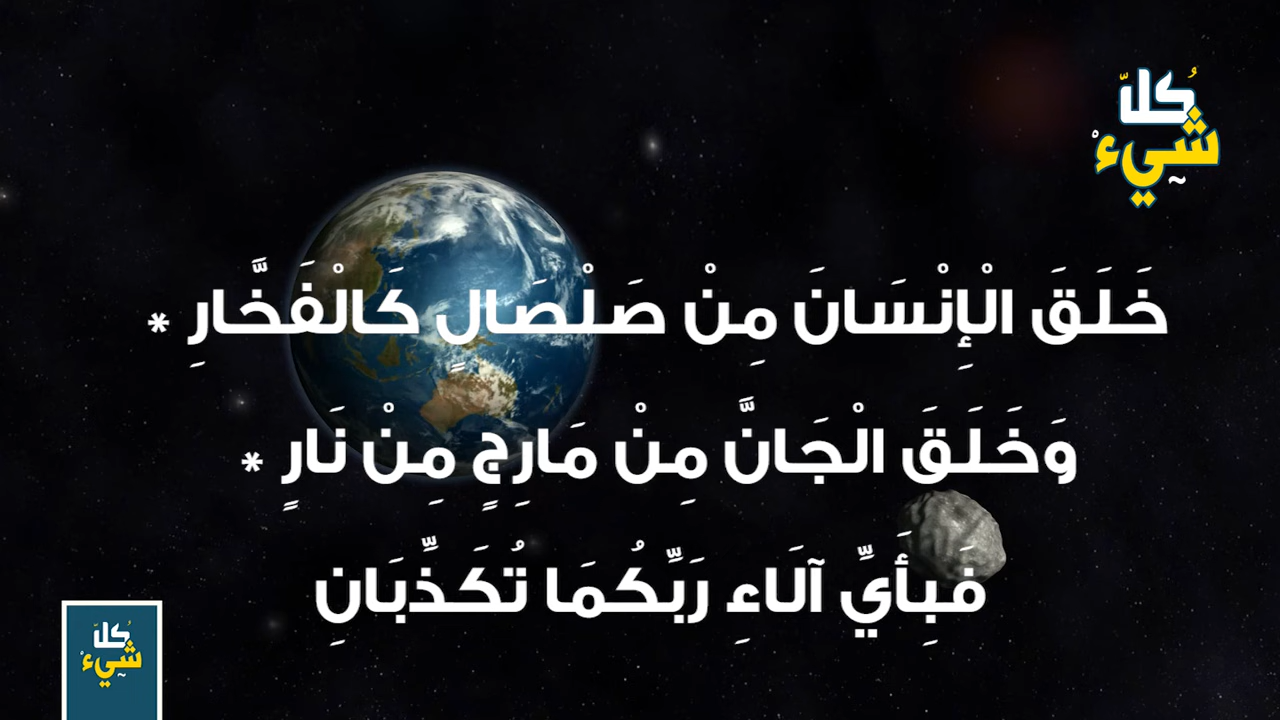 كُلّ
شَيْء
خَلَقَ الْإِنْسَانَ مِنْ صَلْصَالٍ كَالْفَخَّارِ *
وَخَلَقَ الْجَانَّ مِنْ مَارِجٍ مِنْ نَارٍ *
فَبِأَيِّ آلَاءِ رَبِّكُمَا تُكَذِّبَانِ
كُلّ
شَيْء